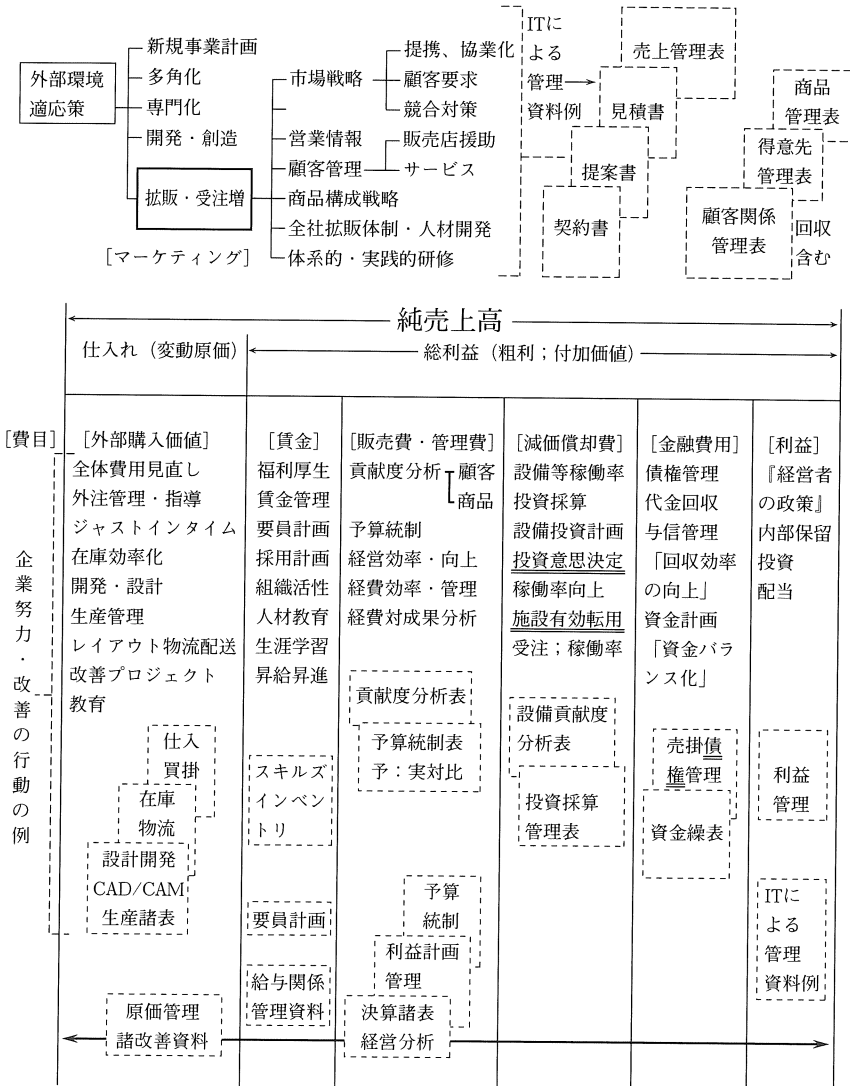 外部環境
適応策
新規事業計画
多角化
専門化
開発・創造
拡販・受注増
[マーケティング]
市場戦略
営業情報
顧客管理
商品構成戦略
全社拡販体制・人材開発
体系的・実践的研修
提携、協業化
顧客要求
競合対策
販売店援助
サービス
ITに
よる
管理
資料例
売上管理表
見積書
提案書
契約書
商品
管理表
得意先
管理表
顧客関係
管理表
回収
含む
純売上高
仕入れ(変動原価)
総利益(粗利;付加価値)
[費目]
企業努力・改善の行動の例
[外部購入価値]
全体費用見直し
外注管理・指導
ジャストインタイム
在庫効率化
開発・設計
生産管理
レイアウト物流配送
改善プロジェクト
教育
仕入
買掛
在庫
物流
設計開発
CAD/CAM
生産諸表
原価管理
諸改善資料
[賃金]
福利厚生
賃金管理
要員計画
採用計画
組織活性
人材教育
生涯学習
昇給昇進
スキルズ
インベン
トリ
要員計画
給与関係
管理資料
[販売費・管理費]
貢献度分析
顧客
商品
予算統制
経営効率・向上
経費効率・管理
経費対成果分析
貢献度分析表
予算統制表
予:実対比
予算
統制
利益計画
管理
決算諸表
経営分析
[減価償却費]
設備等稼働率
投資採算
設備投資計画
投資意思決定
稼働率向上
施設有効転用
受注;稼働率
設備貢献度
分析表
投資採算
管理表
[金融費用]
債権管理
代金回収
与信管理
「回収効率
の向上」
資金計画
「資金バラ
ンス化」
売掛債
権管理
資金繰表
[利益]
『経営者
の政策』
内部保留
投資
配当
利益
管理
ITに
よる
管理
資料例